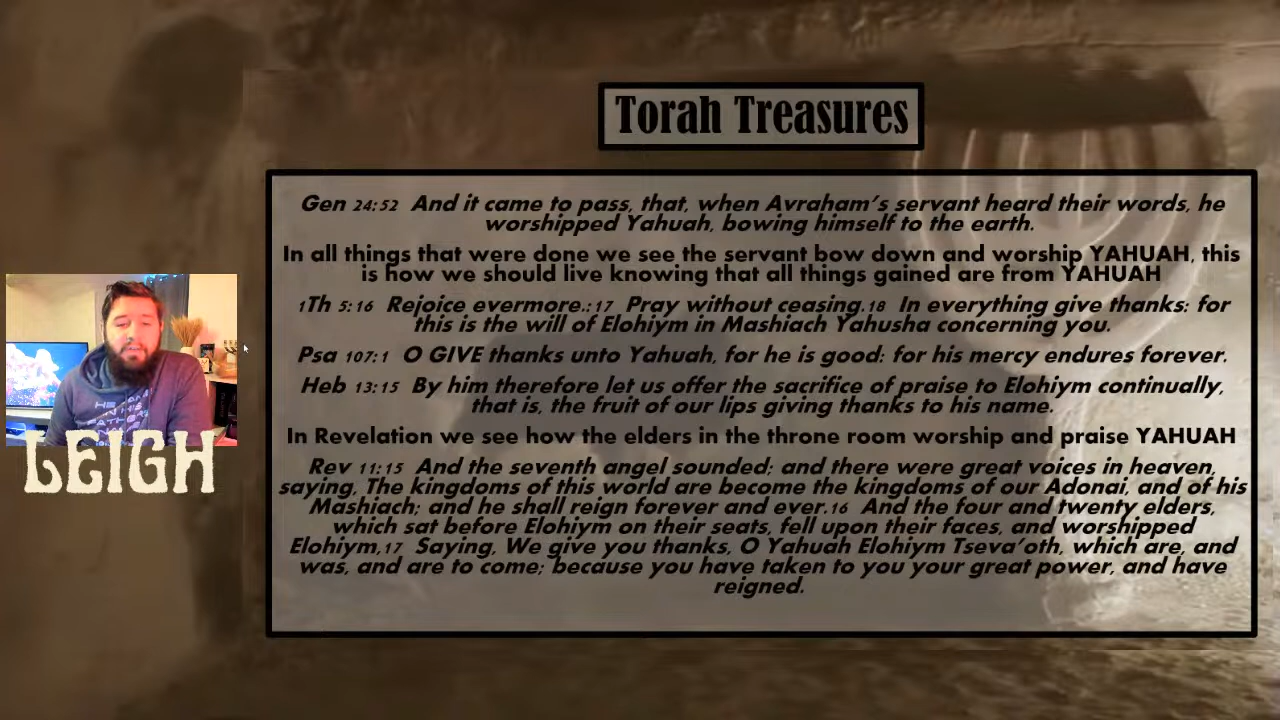 Torah Treasures
Gen 24:52 And it came to pass, that, when Avraham's servant heard their words, he
worshipped Yahuah, bowing himself to the earth.
In all things that were done we see the servant bow down and worship YAHUAH, this
is how we should live knowing that all things gained are from YAHUAH
1Th 5:16 Rejoice evermore.:17 Pray without ceasing.18 In everything give thanks: for
this is the will of Elohiym in Mashiach Yahusha concerning you.
Psa 107:1 O GIVE thanks unto Yahuah, for he is good: for his mercy endures forever.
Heb 13:15 By him therefore let us offer the sacrifice of praise to Elohiym continually,
that is, the fruit of our lips giving thanks to his name.
In Revelation we see how the elders in the throne room worship and praise YAHUAH
Rev 11:15 And the seventh angel sounded; and there were great voices in heaven,
saying, The kingdoms of this world are become the kingdoms of our Adonai, and of his
Mashiach; and he shall reign forever and ever.16 And the four and twenty elders,
which sat before Elohiym on their seats, fell upon their faces, and worshipped
Elohiym,17 Saying, We give you thanks, O Yahuah Elohiym Tseva'oth, which are, and
was, and are to come; because you have taken to you your great power, and have
reigned.
LEIGH